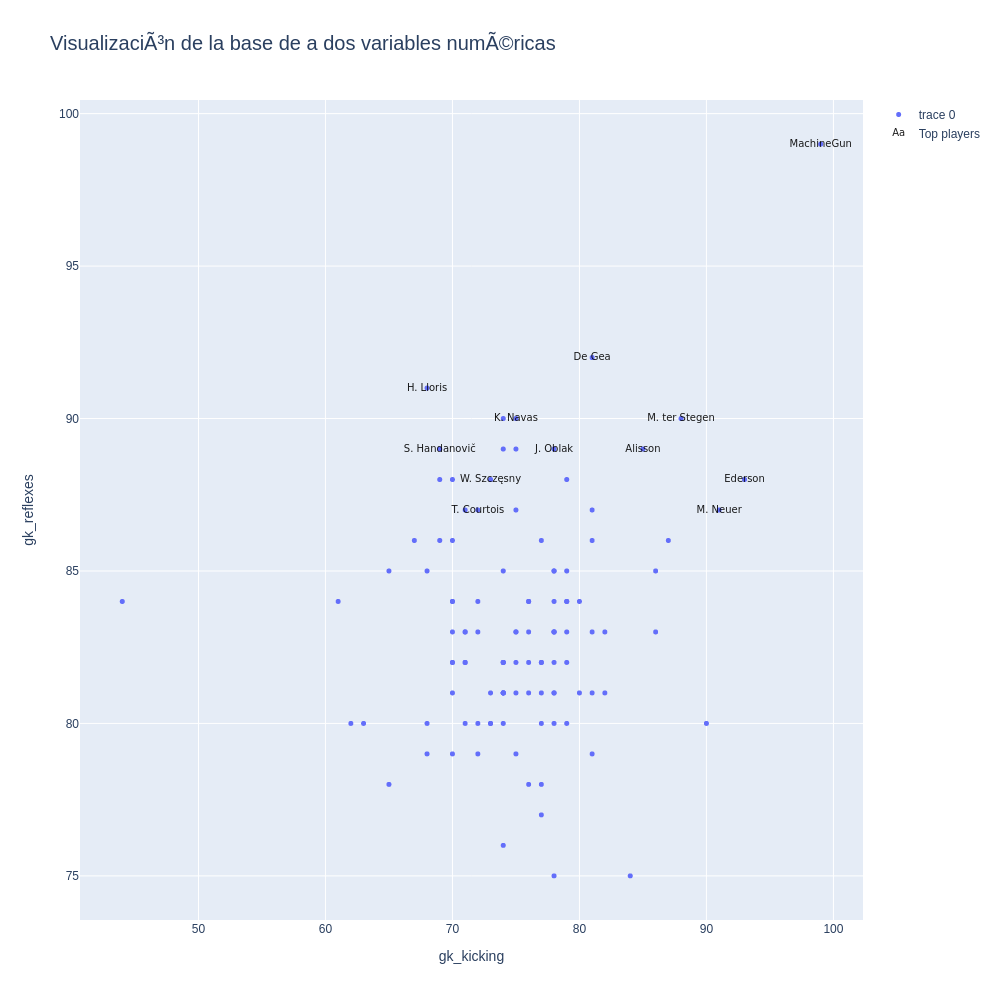 VisualizaciÃ³n de la base de a dos variables numÃ©ricas
trace 0
Aa Top players
100
95
90
85
80
75
gk_reflexes
MachineGun
De Gea
H. Lloris
K. Navas
M. ter Stegen
S. Handanovič
J. Oblak
Alisson
W. Szczęsny
Ederson
T. Courtois
M. Neuer
50
60
70
80
90
100
gk_kicking